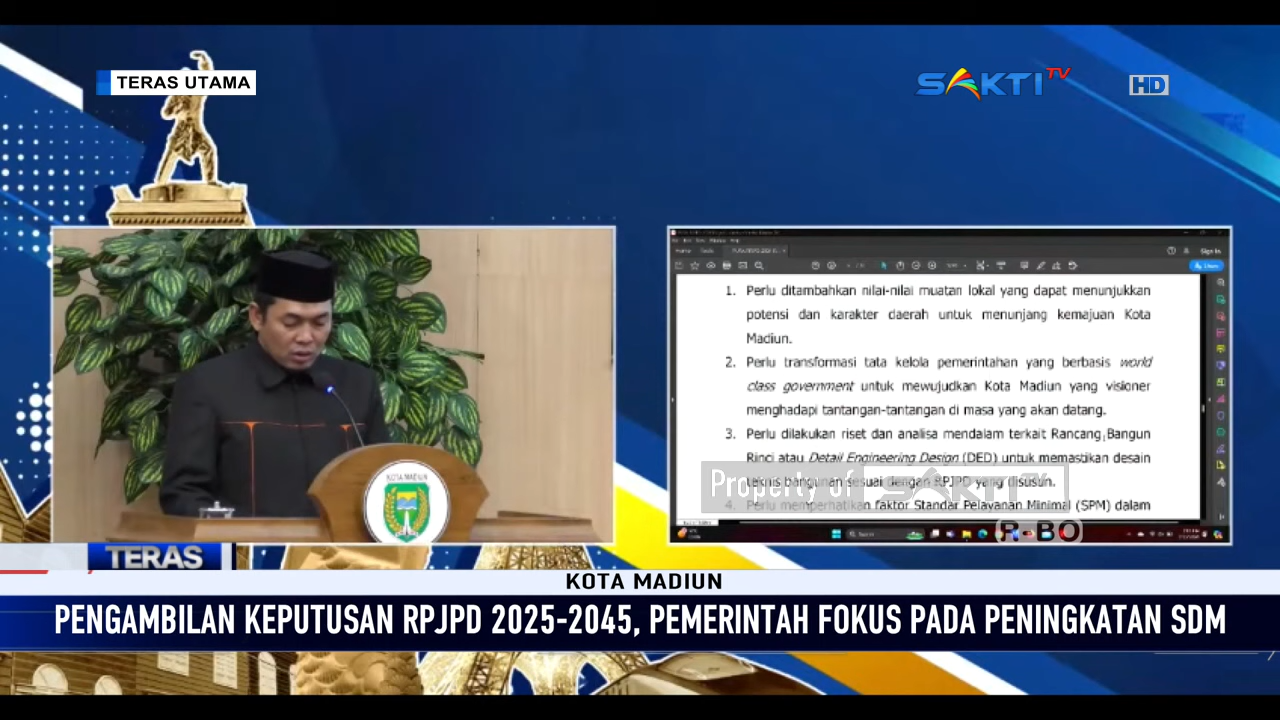 TERAS UTAMA
SAKTI TV
HD
Home Tools
Sign In
1. Perlu ditambahkan nilai-nilai muatan lokal yang dapat menunjukkan
potensi dan karakter daerah untuk menunjang kemajuan Kota
Madiun.
2. Perlu transformasi tata kelola pemerintahan yang berbasis world
class government untuk mewujudkan Kota Madiun yang visioner
menghadapi tantangan-tantangan di masa yang akan datang.
3. Perlu dilakukan riset dan analisa mendalam terkait Rancang Bangun
Rinci atau Detail Engineering Design (DED) untuk memastikan desain
teknis bangunan sesuai dengan RPJPD yang disusun.
4. Perlu memperhatikan faktor Standar Pelayanan Minimal (SPM) dalam
Property of SAKTI TV
KOTA MADIUN
TERAS
KOTA MADIUN
PENGAMBILAN KEPUTUSAN RPJPD 2025-2045, PEMERINTAH FOKUS PADA PENINGKATAN SDM